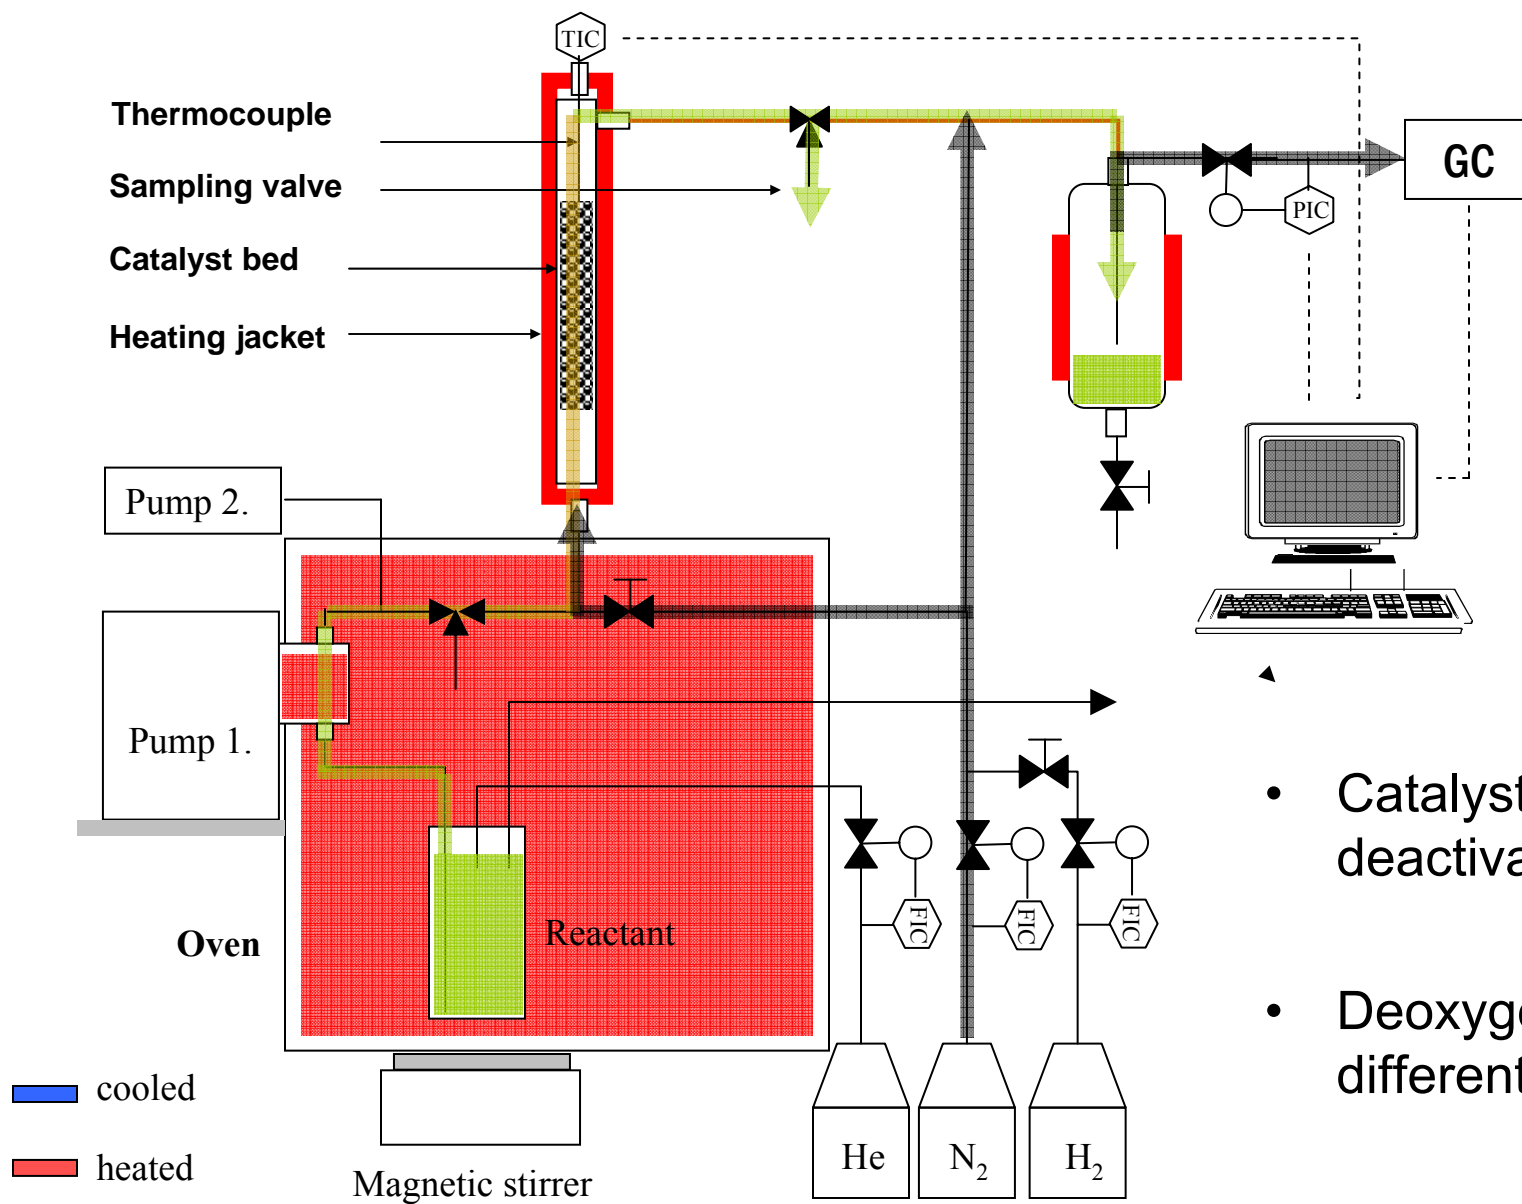 TIC
Thermocouple
Sampling valve
Catalyst bed
Heating jacket
GC
PIC
Pump 2.
Pump 1.
Reactant
Oven
FIC
FIC
FIC
cooled
heated
Magnetic stirrer
He
N₂
H₂
• Catalyst
deactiva
• Deoxyge
different